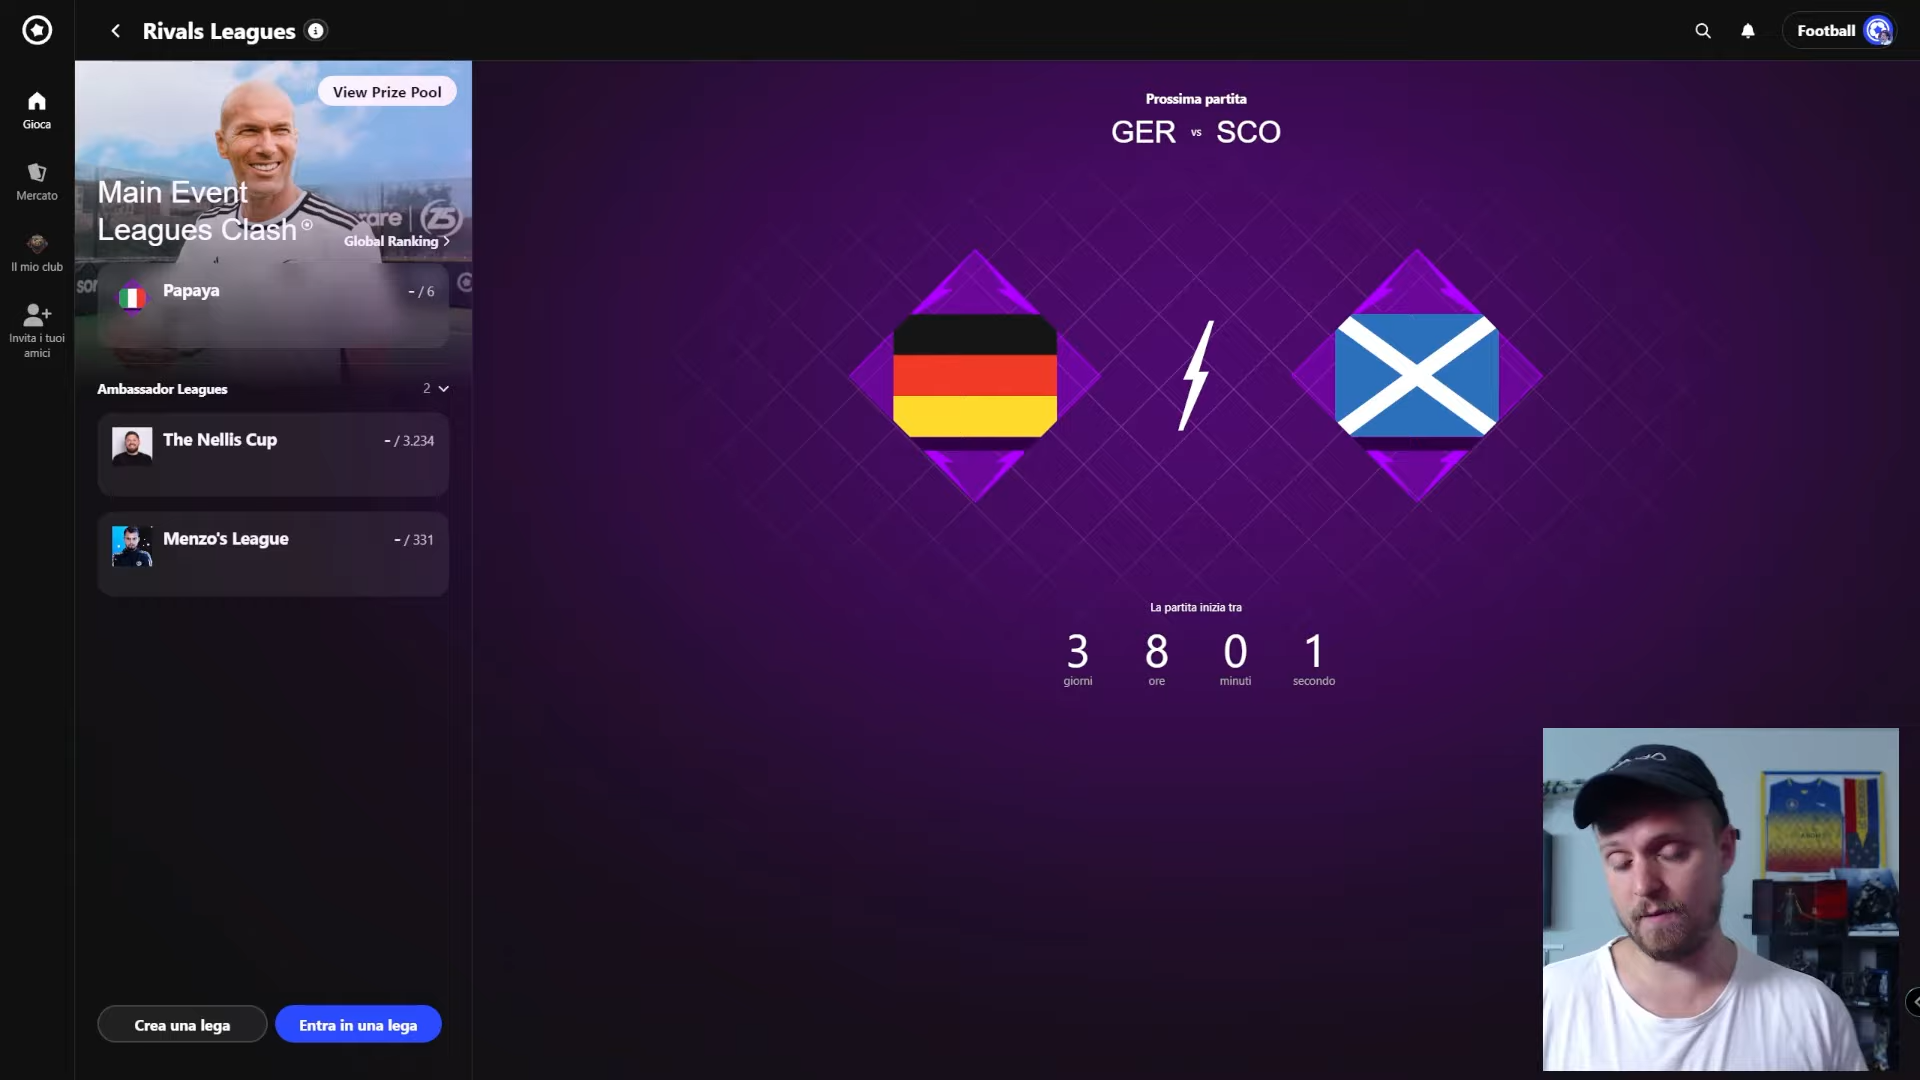 Rivals Leagues
Football
Gioca
Mercato
Il mio club
Invita i tuoi
amici
View Prize Pool
Main Event
Leagues Clash
Global Ranking
Papaya
- / 6
Ambassador Leagues
2
The Nellis Cup
- / 3.234
Menzo's League
- / 331
Crea una lega
Entra in una lega
Prossima partita
GER vs SCO
La partita inizia tra
3 8 0 1
giorni ore minuti secondo